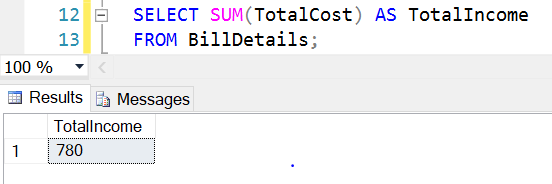 12 SELECT SUM(TotalCost) AS TotalIncome
13 FROM BillDetails;
100 %
Results Messages
TotalIncome
1 780